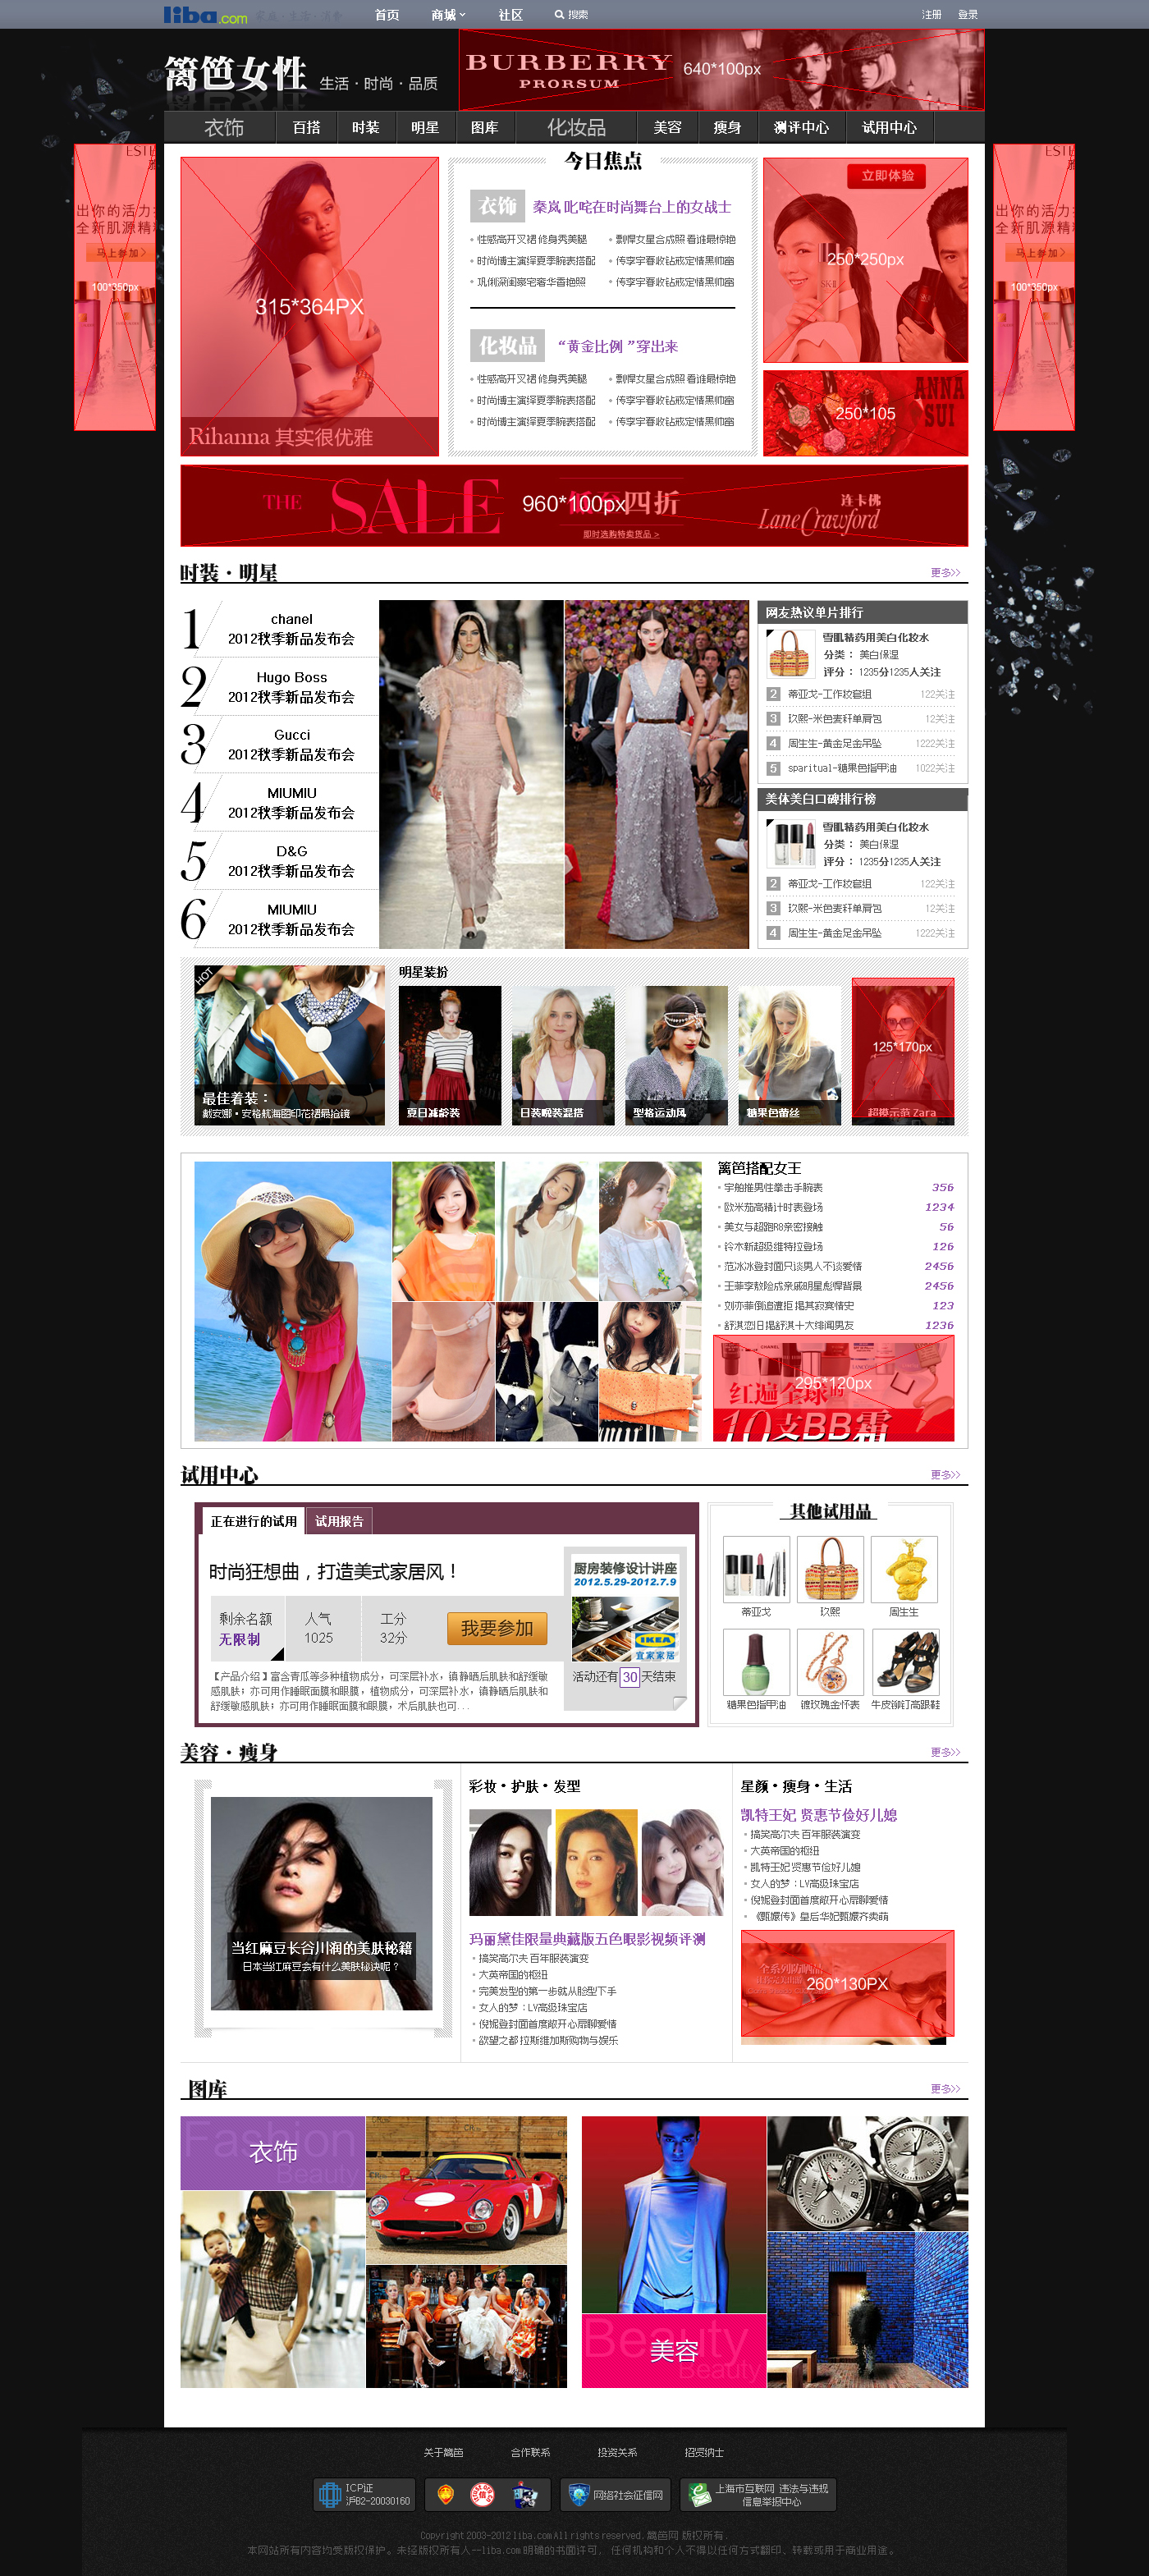 liba.com
首页
商城
社区
搜索
注册
登录
篱笆女性
生活·时尚·品质
BURBERRY
PRORSUM
640*100px
衣饰
百搭
时装
明星
图库
化妆品
美容
瘦身
测评中心
试用中心
100*350px
马上参加>
315*364PX
Rihanna 其实很优雅
今日焦点
衣饰
秦岚 叱咤在时尚舞台上的女战士
性感高开叉裙 修身秀美腿
剽悍女星合成照 看谁最惊艳
时尚博主演绎夏季腕表搭配
传李宇春收钻戒定情黑帅富
巩俐深闺豪宅奢华香艳照
传李宇春收钻戒定情黑帅富
化妆品
“黄金比例 ”穿出来
性感高开叉裙 修身秀美腿
剽悍女星合成照 看谁最惊艳
时尚博主演绎夏季腕表搭配
传李宇春收钻戒定情黑帅富
时尚博主演绎夏季腕表搭配
传李宇春收钻戒定情黑帅富
立即体验
250*250px
SK-II
ANNA
SUI
250*105
100*350px
马上参加>
THE SALE
960*100px
四折
即时选购特卖货品 >
连卡佛
Lane Crawford
时装·明星
更多>>
1
chanel
2012秋季新品发布会
2
Hugo Boss
2012秋季新品发布会
3
Gucci
2012秋季新品发布会
4
MIUMIU
2012秋季新品发布会
5
D&G
2012秋季新品发布会
6
MIUMIU
2012秋季新品发布会
网友热议单片排行
雪肌精药用美白化妆水
分类： 美白保湿
评分： 1235分1235人关注
2 蒂亚戈-工作妆套组 122关注
3 玖熙-米色麦秆单肩包 12关注
4 周生生-黄金足金吊坠 1222关注
5 sparitual-糖果色指甲油 1022关注
美体美白口碑排行榜
雪肌精药用美白化妆水
分类： 美白保湿
评分： 1235分1235人关注
2 蒂亚戈-工作妆套组 122关注
3 玖熙-米色麦秆单肩包 12关注
4 周生生-黄金足金吊坠 1222关注
HOT
最佳着装：
戴安娜·安格航海图印花裙最抢镜
明星装扮
夏日减龄装
日装晚装混搭
型格运动风
糖果色蕾丝
125*170px
超模示范 Zara
篱笆搭配女王
宇舶推男性拳击手腕表 356
欧米茄高精计时表登场 1234
美女与超跑R8亲密接触 56
铃木新超级维特拉登场 126
范冰冰登封面只谈男人不谈爱情 2456
王菲李敖险成亲戚明星彪悍背景 2456
刘亦菲倒追遭拒 揭其寂寞情史 123
舒淇恋旧 揭舒淇十大绯闻男友 1236
295*120px
红遍全球
10支BB霜
试用中心
更多>>
正在进行的试用
试用报告
时尚狂想曲，打造美式家居风！
剩余名额
无限制
人气
1025
工分
32分
我要参加
【产品介绍】富含青瓜等多种植物成分，可深层补水，镇静晒后肌肤和舒缓敏
感肌肤；亦可用作睡眠面膜和眼膜，植物成分，可深层补水，镇静晒后肌肤和
舒缓敏感肌肤；亦可用作睡眠面膜和眼膜，术后肌肤也可...
厨房装修设计讲座
2012.5.29-2012.7.9
IKEA
宜家家居
活动还有30天结束
其他试用品
蒂亚戈
玖熙
周生生
糖果色指甲油
镀玫瑰金怀表
牛皮铆钉高跟鞋
美容·瘦身
更多>>
当红麻豆长谷川润的美肤秘籍
日本当红麻豆会有什么美肤秘诀呢？
彩妆·护肤·发型
玛丽黛佳限量典藏版五色眼影视频评测
搞笑高尔夫 百年服装演变
大英帝国的枢纽
完美发型的第一步就从脸型下手
女人的梦：LV高级珠宝店
倪妮登封面首度敞开心扉聊爱情
欲望之都 拉斯维加斯购物与娱乐
星颜·瘦身·生活
凯特王妃 贤惠节俭好儿媳
搞笑高尔夫 百年服装演变
大英帝国的枢纽
凯特王妃 贤惠节俭好儿媳
女人的梦：LV高级珠宝店
倪妮登封面首度敞开心扉聊爱情
《甄嬛传》皇后华妃甄嬛齐卖萌
全系列防晒品
260*130PX
图库
更多>>
Fashion
衣饰
Beauty
Beauty
美容
Beauty
关于篱笆
合作联系
投资关系
招贤纳士
ICP证
沪B2-20030160
网络社会征信网
上海市互联网 违法与违规
信息举报中心
Copyright 2003-2012 liba.com All rights reserved. 篱笆网 版权所有.
本网站所有内容均受版权保护。未经版权所有人--liba.com 明确的书面许可, 任何机构和个人不得以任何方式翻印、转载或用于商业用途。